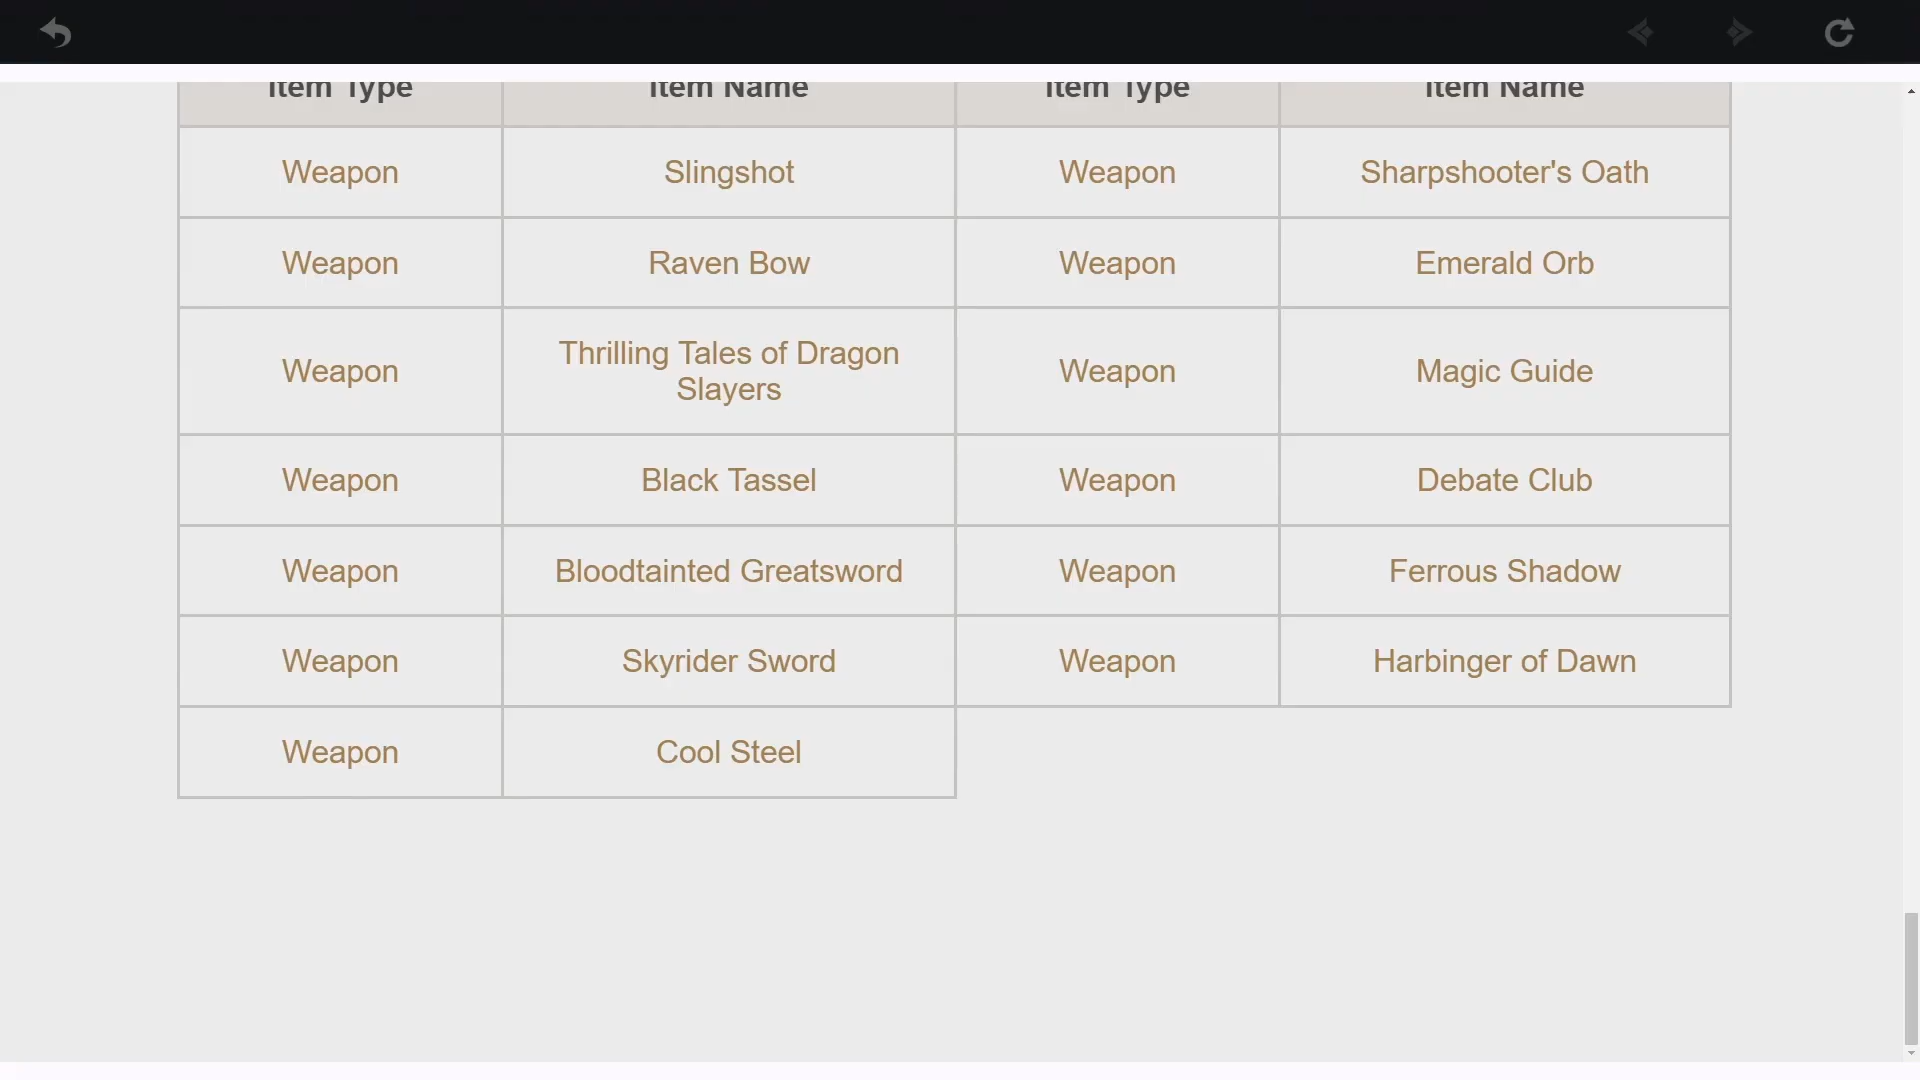 Item Type Item Name Item Type Item Name
Weapon Slingshot Weapon Sharpshooter's Oath
Weapon Raven Bow Weapon Emerald Orb
Weapon Thrilling Tales of Dragon Slayers Weapon Magic Guide
Weapon Black Tassel Weapon Debate Club
Weapon Bloodtainted Greatsword Weapon Ferrous Shadow
Weapon Skyrider Sword Weapon Harbinger of Dawn
Weapon Cool Steel